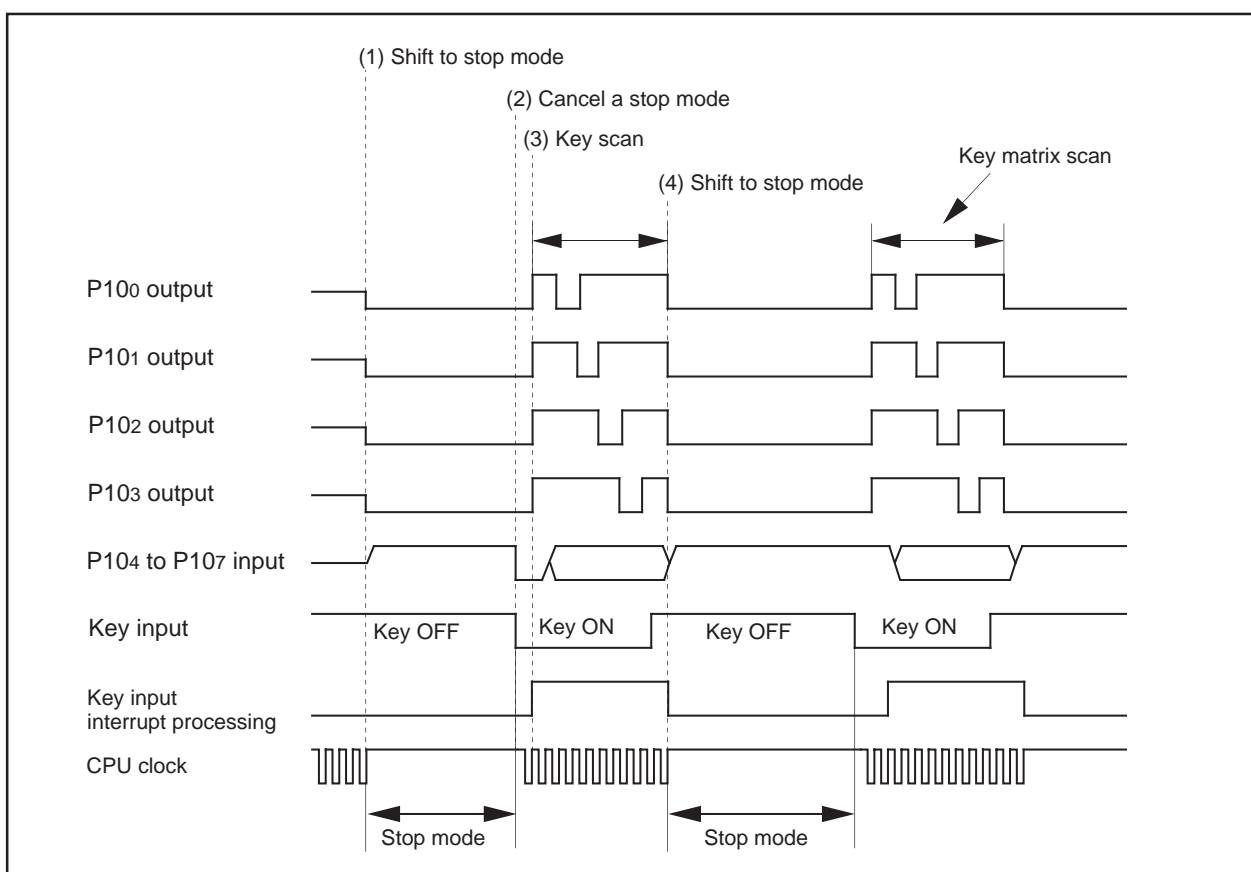 (1) Shift to stop mode
(2) Cancel a stop mode
(3) Key scan
Key matrix scan
(4) Shift to stop mode
P100 output
P101 output
P102 output
P103 output
P104 to P107 input
Key input
Key OFF
Key ON
Key OFF
Key ON
Key input
interrupt processing
CPU clock
Stop mode
Stop mode